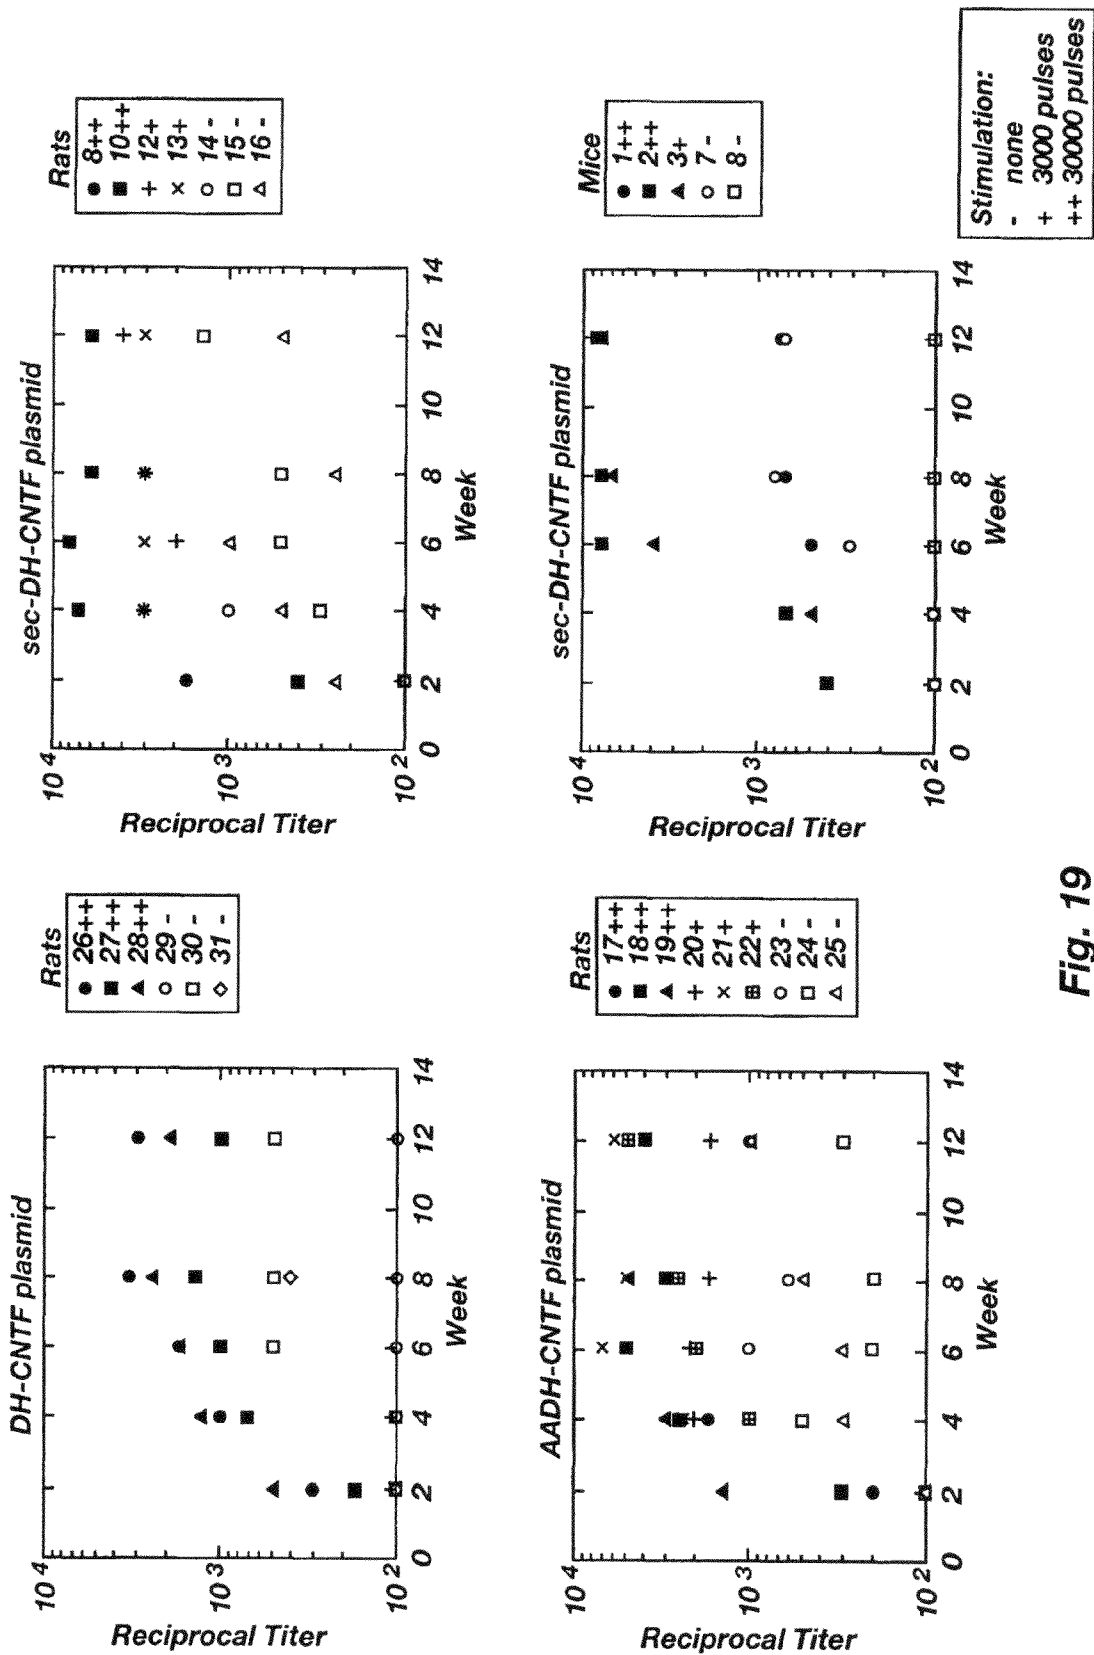 DH-CNTF plasmid
Reciprocal Titer
10 4
10 3
10 2
0 2 4 6 8 10 12 14
Week
Rats
26++
27++
28++
29 -
30 -
31 -
sec-DH-CNTF plasmid
Reciprocal Titer
10 4
10 3
10 2
0 2 4 6 8 10 12 14
Week
Rats
8++
10++
12+
13+
14 -
15 -
16 -
AADH-CNTF plasmid
Reciprocal Titer
10 4
10 3
10 2
0 2 4 6 8 10 12 14
Week
Rats
17++
18++
19++
20+
21+
22+
23 -
24 -
25 -
sec-DH-CNTF plasmid
Reciprocal Titer
10 4
10 3
10 2
0 2 4 6 8 10 12 14
Week
Mice
1++
2++
3+
7 -
8 -
Stimulation:
- none
+ 3000 pulses
++ 30000 pulses
Fig. 19